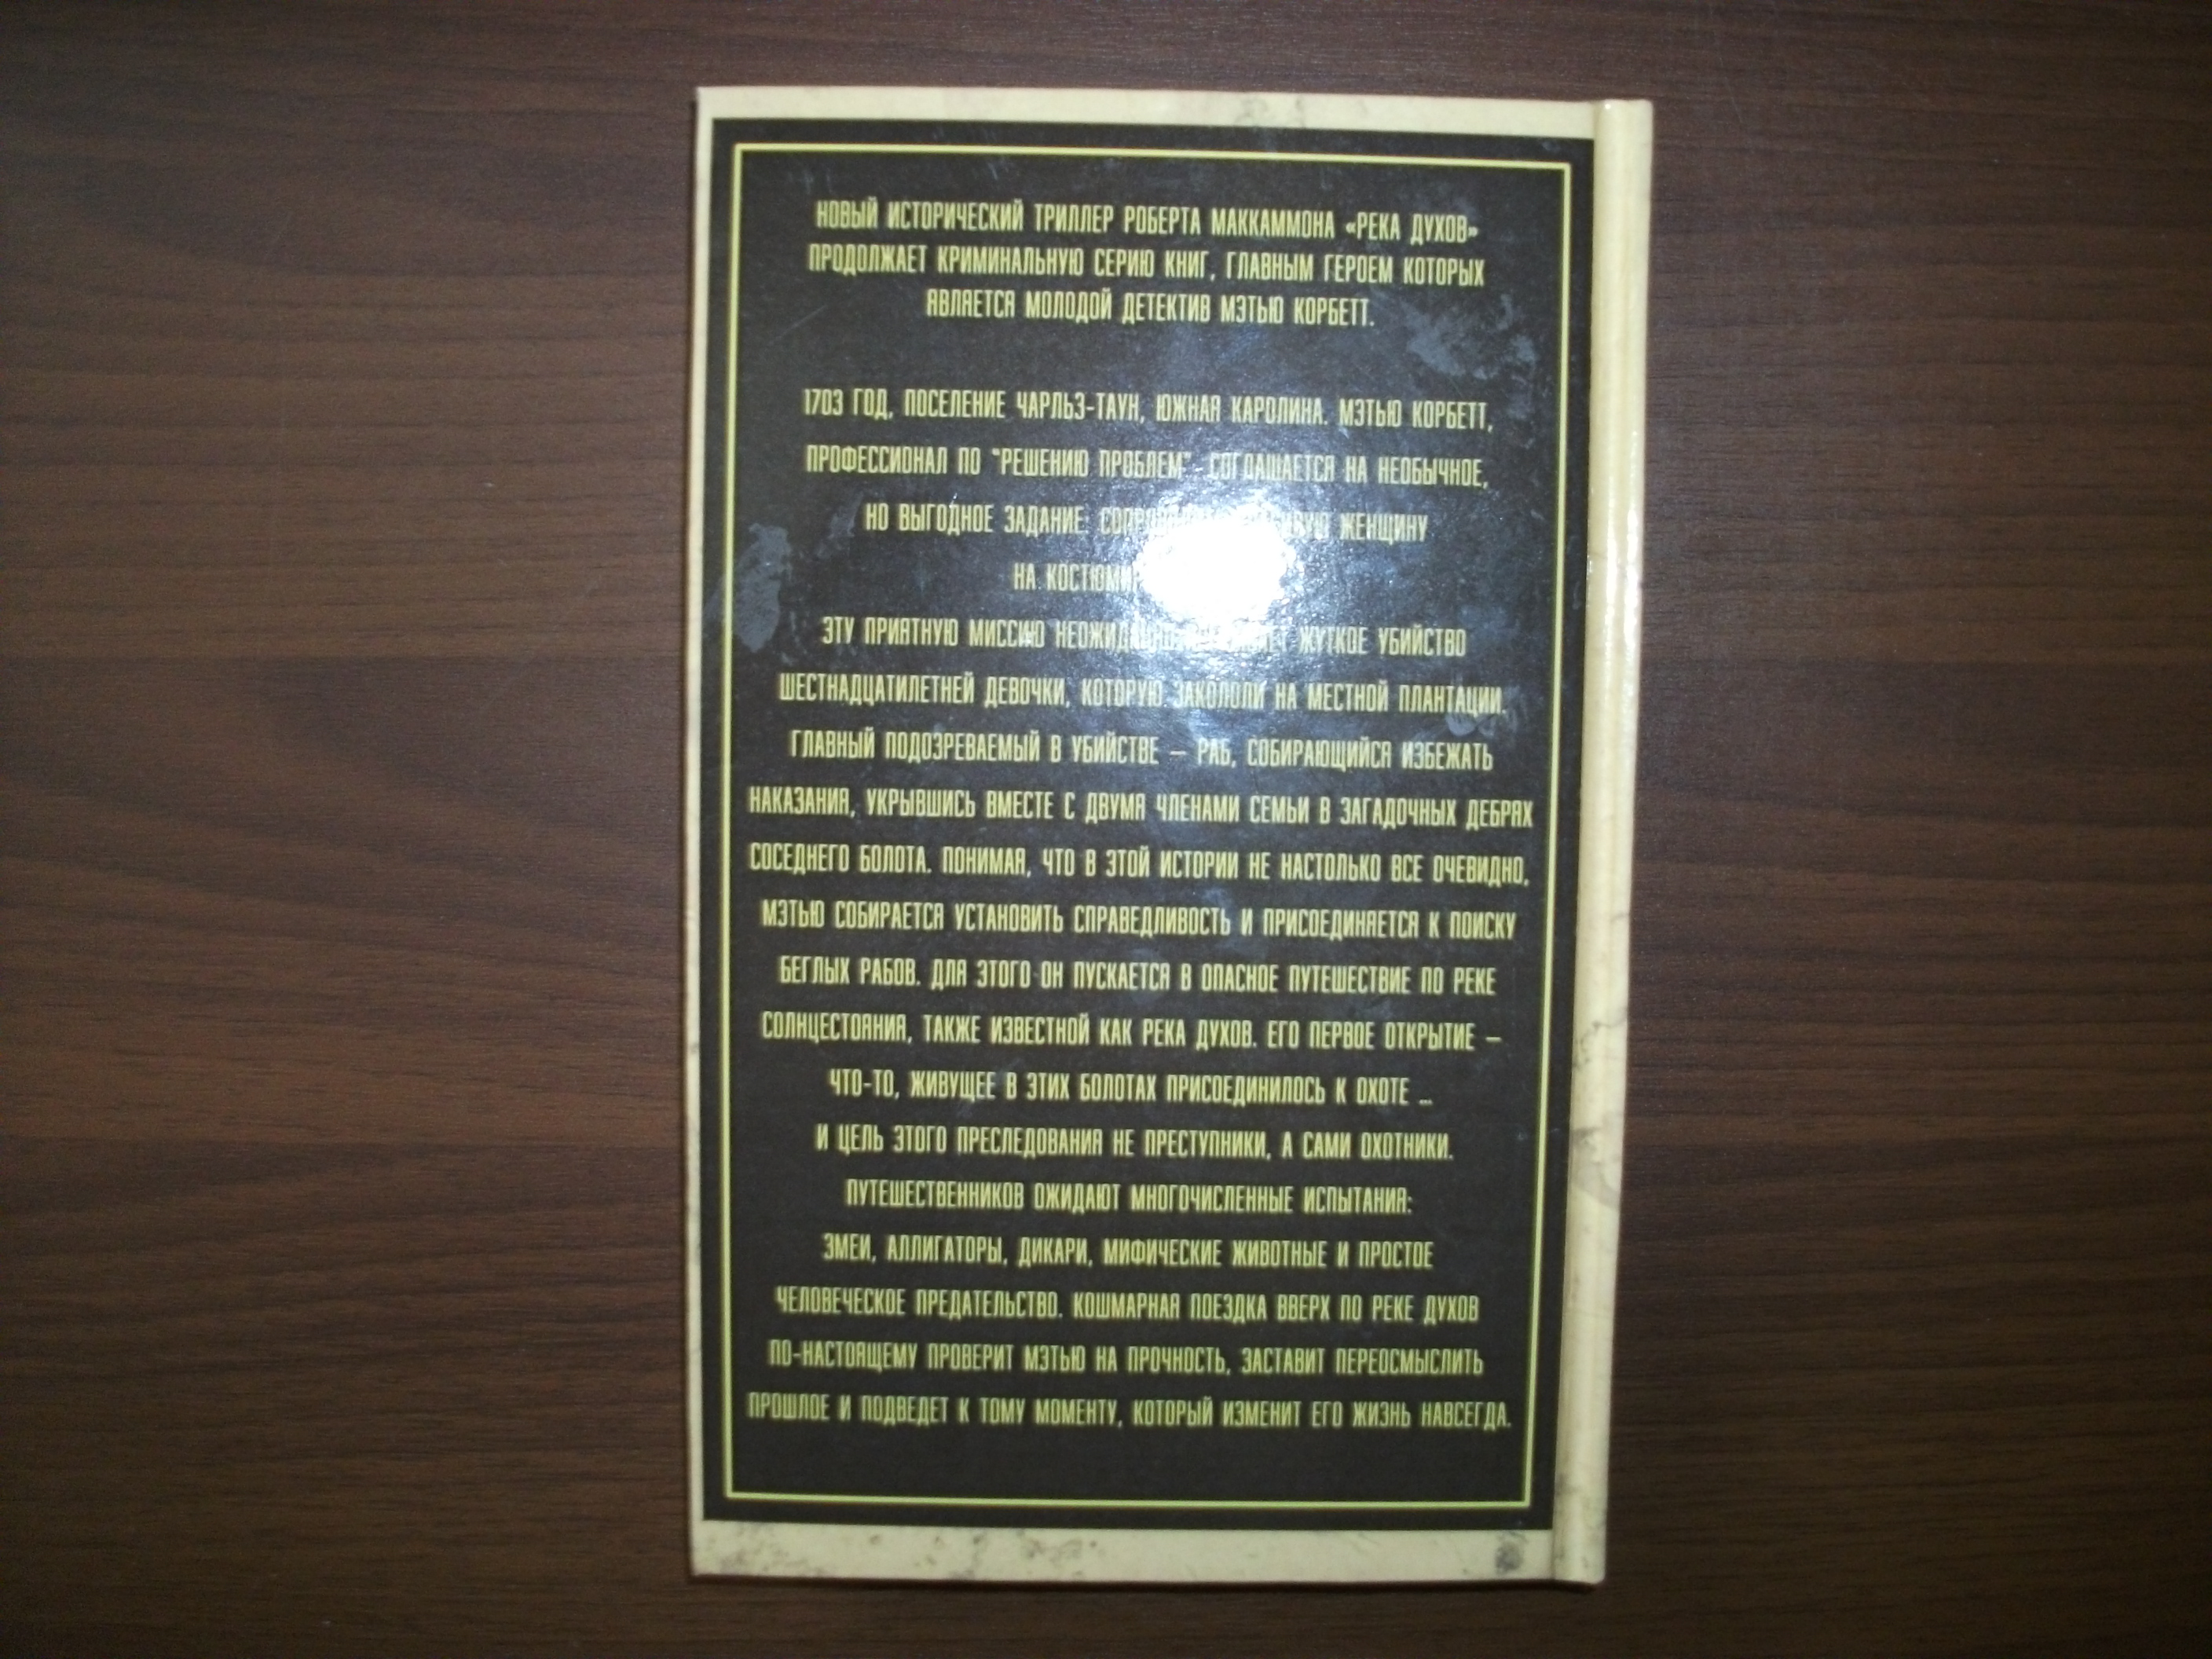 НОВЫЙ ИСТОРИЧЕСКИЙ ТРИЛЛЕР РОБЕРТА МАККАММОНА «РЕКА ДУХОВ»
ПРОДОЛЖАЕТ КРИМИНАЛЬНУЮ СЕРИЮ КНИГ, ГЛАВНЫМ ГЕРОЕМ КОТОРЫХ
ЯВЛЯЕТСЯ МОЛОДОЙ ДЕТЕКТИВ МЭТЬЮ КОРБЕТТ.
1703 ГОД, ПОСЕЛЕНИЕ ЧАРЛЬЗ-ТАУН, ЮЖНАЯ КАРОЛИНА. МЭТЬЮ КОРБЕТТ,
ПРОФЕССИОНАЛ ПО "РЕШЕНИЮ ПРОБЛЕМ", СОГЛАШАЕТСЯ НА НЕОБЫЧНОЕ,
НО ВЫГОДНОЕ ЗАДАНИЕ: ЖЕНЩИНУ
НА
ЭТУ ПРИЯТНУЮ МИССИЮ ЖУТКОЕ УБИЙСТВО
ШЕСТНАДЦАТИЛЕТНЕЙ ДЕВОЧКИ, КОТОРУЮ ЗАКОЛОЛИ НА МЕСТНОЙ ПЛАНТАЦИИ.
ГЛАВНЫЙ ПОДОЗРЕВАЕМЫЙ В УБИЙСТВЕ – РАБ, СОБИРАЮЩИЙСЯ ИЗБЕЖАТЬ
НАКАЗАНИЯ, УКРЫВШИСЬ ВМЕСТЕ С ДВУМЯ ЧЛЕНАМИ СЕМЬИ В ЗАГАДОЧНЫХ ДЕБРЯХ
СОСЕДНЕГО БОЛОТА. ПОНИМАЯ, ЧТО В ЭТОЙ ИСТОРИИ НЕ НАСТОЛЬКО ВСЕ ОЧЕВИДНО,
МЭТЬЮ СОБИРАЕТСЯ УСТАНОВИТЬ СПРАВЕДЛИВОСТЬ И ПРИСОЕДИНЯЕТСЯ К ПОИСКУ
БЕГЛЫХ РАБОВ. ДЛЯ ЭТОГО ОН ПУСКАЕТСЯ В ОПАСНОЕ ПУТЕШЕСТВИЕ ПО РЕКЕ
СОЛНЦЕСТОЯНИЯ, ТАКЖЕ ИЗВЕСТНОЙ КАК РЕКА ДУХОВ. ЕГО ПЕРВОЕ ОТКРЫТИЕ –
ЧТО-ТО, ЖИВУЩЕЕ В ЭТИХ БОЛОТАХ ПРИСОЕДИНИЛОСЬ К ОХОТЕ ...
И ЦЕЛЬ ЭТОГО ПРЕСЛЕДОВАНИЯ НЕ ПРЕСТУПНИКИ, А САМИ ОХОТНИКИ.
ПУТЕШЕСТВЕННИКОВ ОЖИДАЮТ МНОГОЧИСЛЕННЫЕ ИСПЫТАНИЯ:
ЗМЕИ, АЛЛИГАТОРЫ, ДИКАРИ, МИФИЧЕСКИЕ ЖИВОТНЫЕ И ПРОСТОЕ
ЧЕЛОВЕЧЕСКОЕ ПРЕДАТЕЛЬСТВО. КОШМАРНАЯ ПОЕЗДКА ВВЕРХ ПО РЕКЕ ДУХОВ
ПО-НАСТОЯЩЕМУ ПРОВЕРИТ МЭТЬЮ НА ПРОЧНОСТЬ, ЗАСТАВИТ ПЕРЕОСМЫСЛИТЬ
ПРОШЛОЕ И ПОДВЕДЕТ К ТОМУ МОМЕНТУ, КОТОРЫЙ ИЗМЕНИТ ЕГО ЖИЗНЬ НАВСЕГДА.